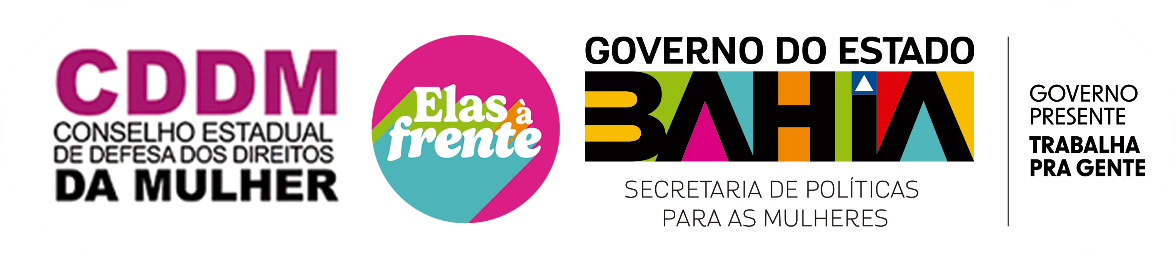 CDDM
CONSELHO ESTADUAL
DE DEFESA DOS DIREITOS
DA MULHER
Elas à
frente
GOVERNO DO ESTADO
BAHIA
SECRETARIA DE POLÍTICAS
PARA AS MULHERES
GOVERNO
PRESENTE
TRABALHA
PRA GENTE